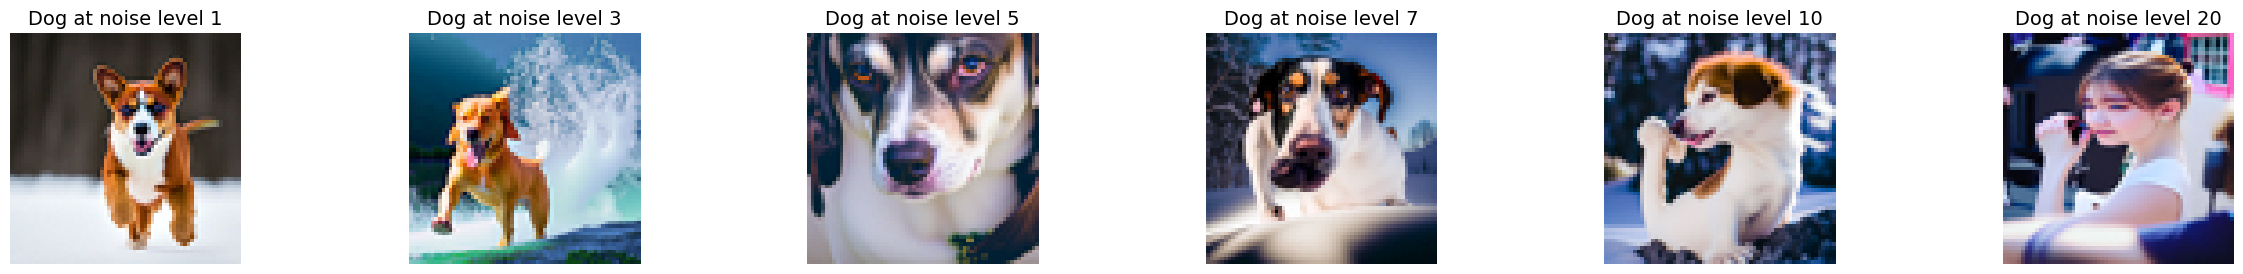 Dog at noise level 1
Dog at noise level 3
Dog at noise level 5
Dog at noise level 7
Dog at noise level 10
Dog at noise level 20